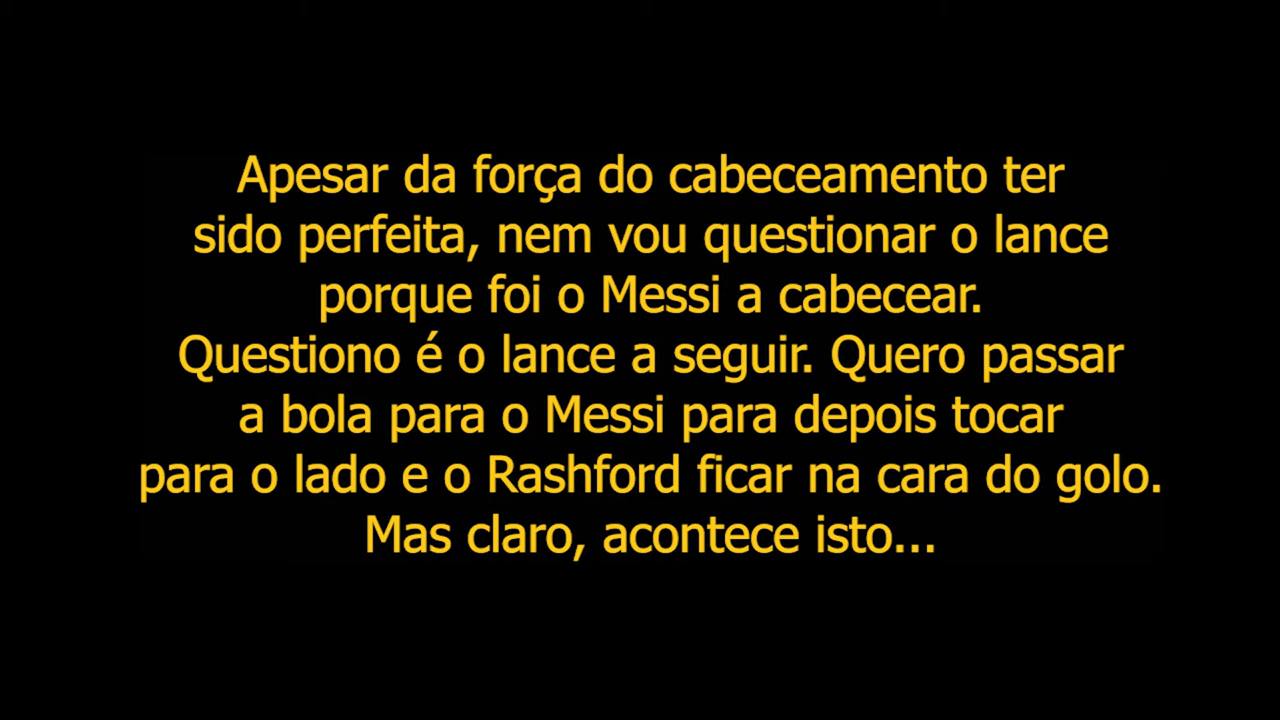 Apesar da força do cabeceamento ter
sido perfeita, nem vou questionar o lance
porque foi o Messi a cabecear.
Questiono é o lance a seguir. Quero passar
a bola para o Messi para depois tocar
para o lado e o Rashford ficar na cara do golo.
Mas claro, acontece isto...